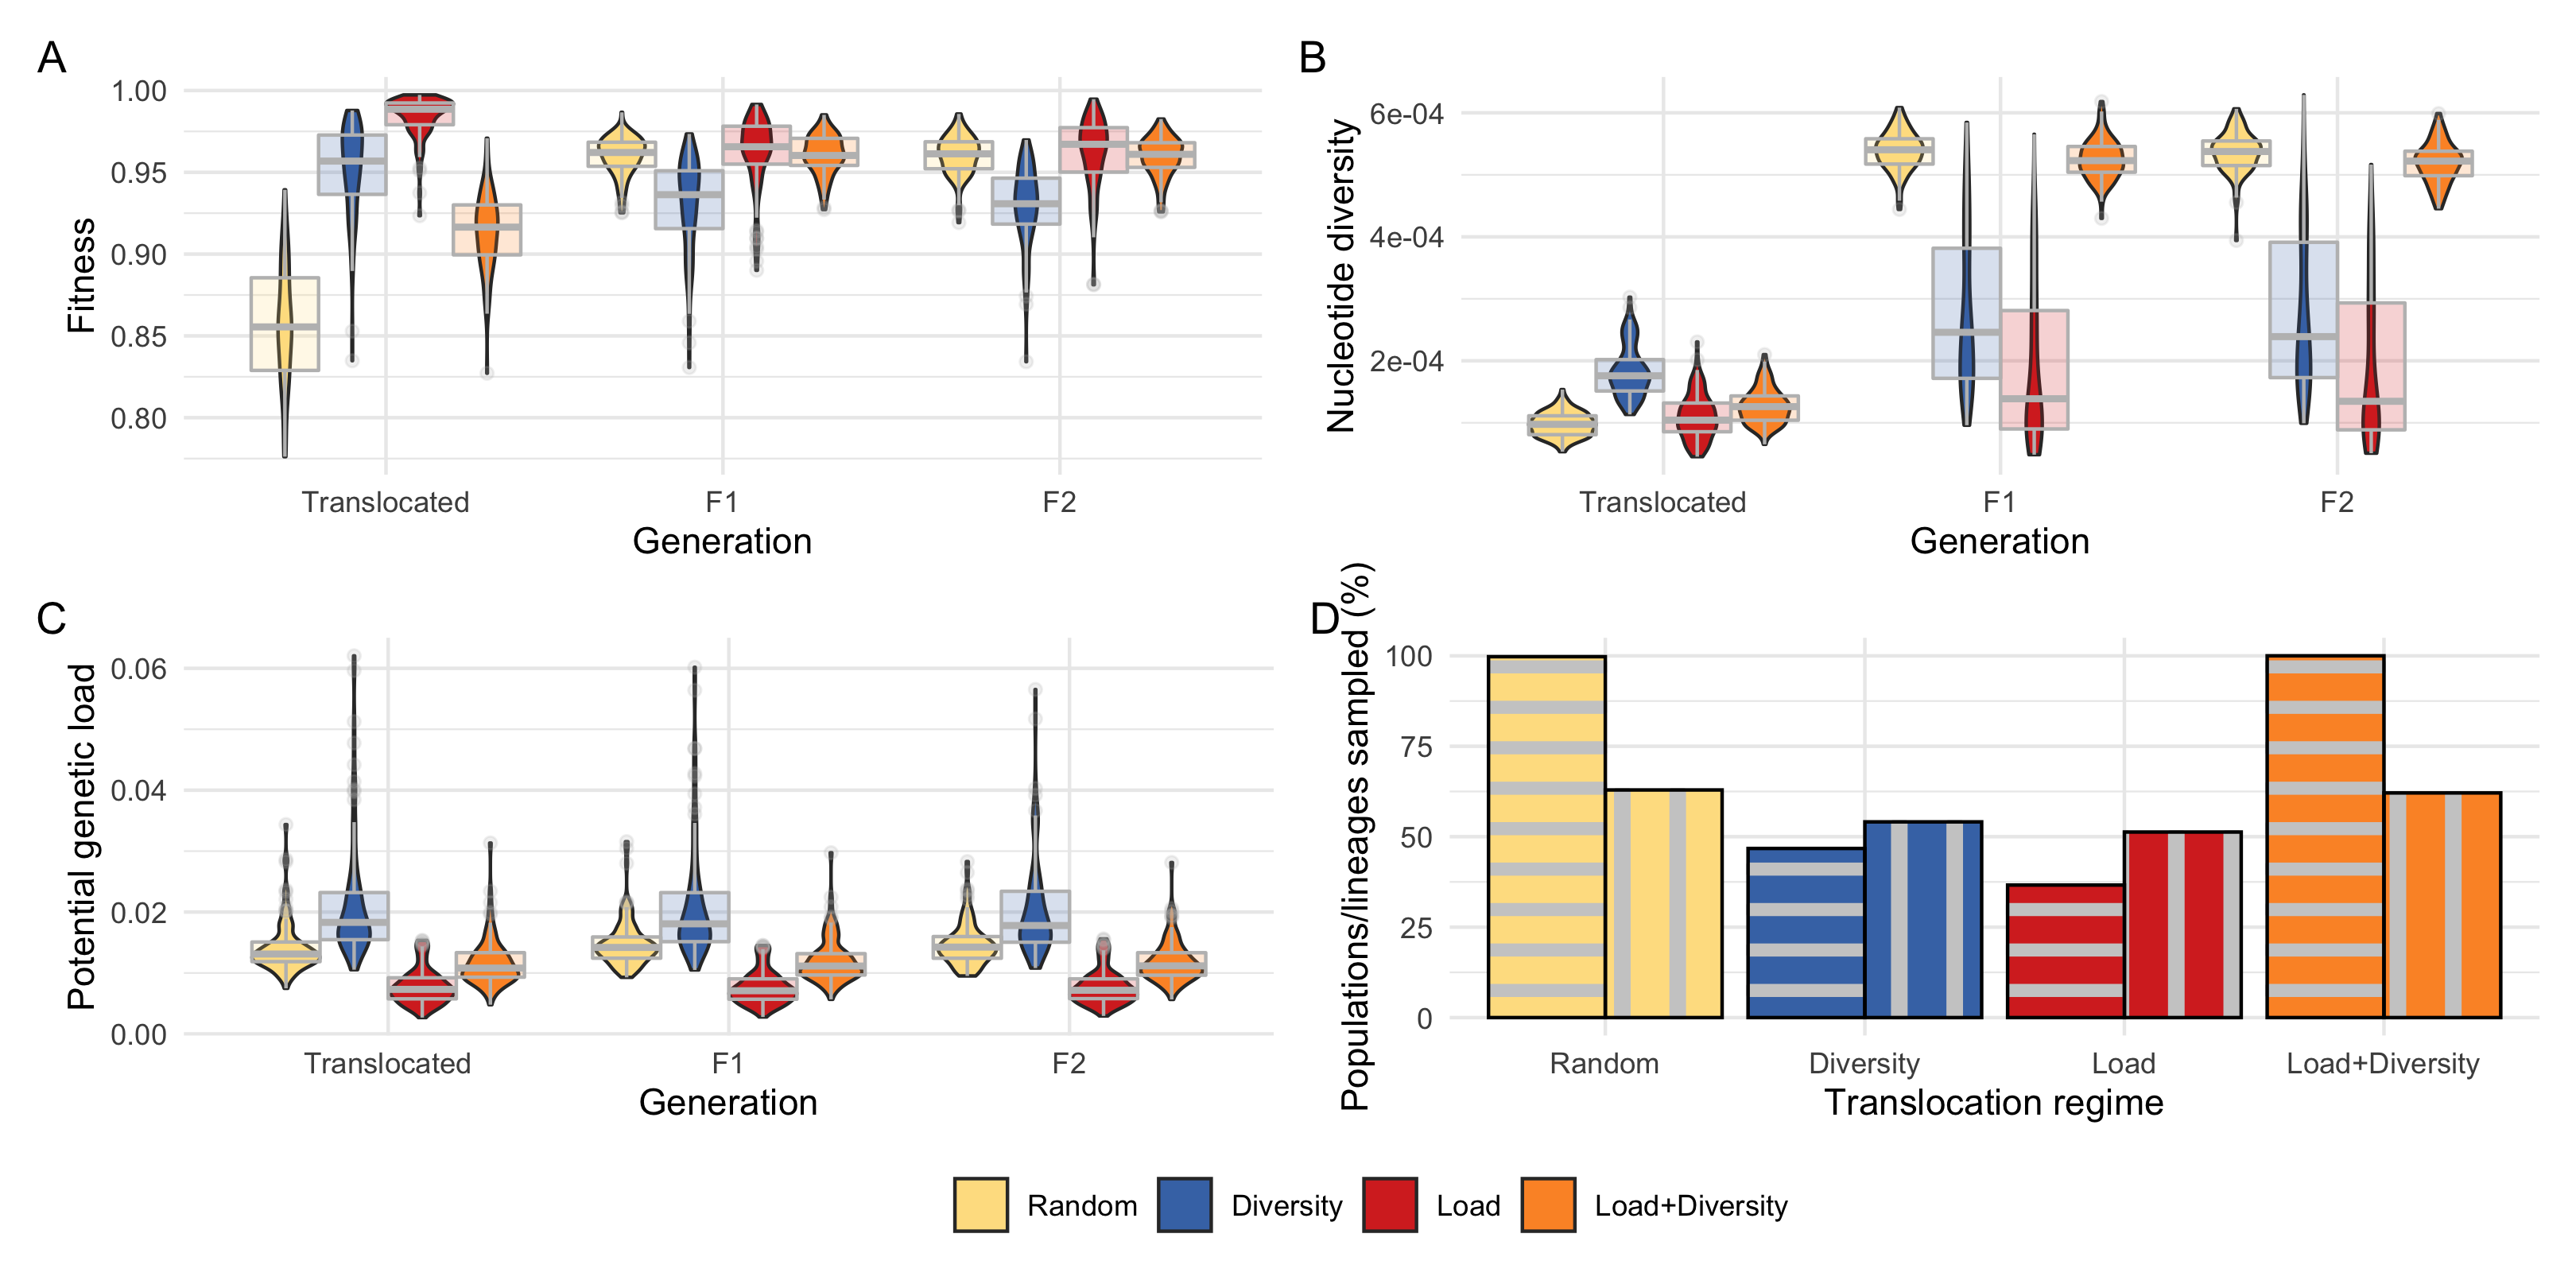 A
Fitness
1.00
0.95
0.90
0.85
0.80
Translocated
F1
F2
Generation
B
Nucleotide diversity
6e-04
4e-04
2e-04
Translocated
F1
F2
Generation
C
Potential genetic load
0.06
0.04
0.02
0.00
Translocated
F1
F2
Generation
D
Populations/lineages sampled (%)
100
75
50
25
0
Random
Diversity
Load
Load+Diversity
Translocation regime
Random
Diversity
Load
Load+Diversity